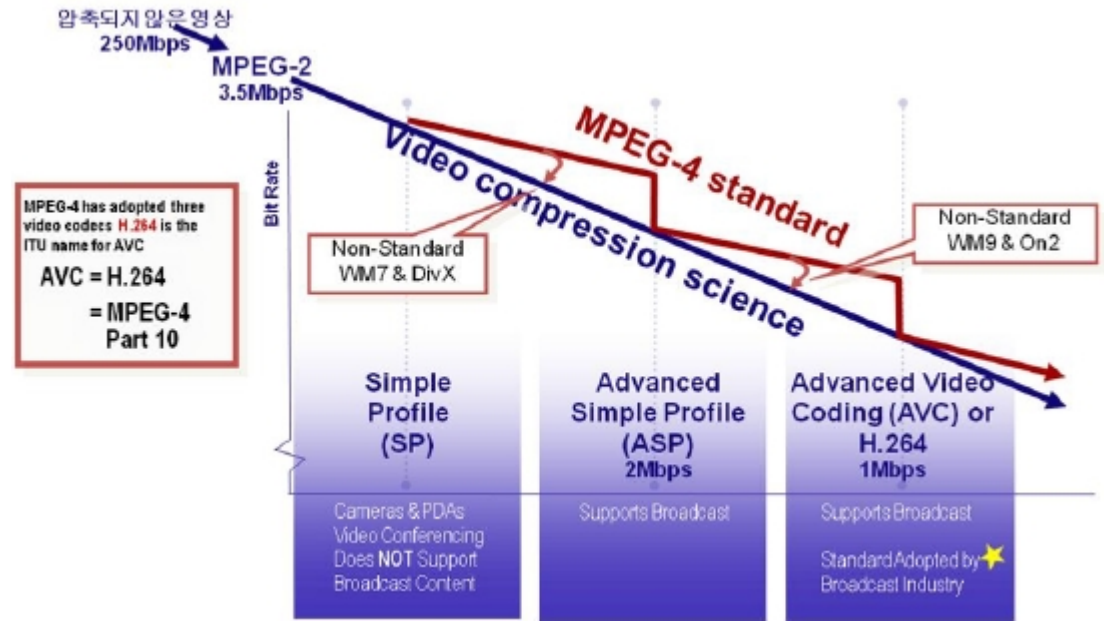 압축되지 않은 영상
250Mbps
MPEG-2
3.5Mbps
Bit Rate
MPEG-4 standard
Video compression science
MPEG-4 has adopted three
video codecs H.264 is the
ITU name for AVC
AVC = H.264
= MPEG-4
Part 10
Non-Standard
WM7 & DivX
Non-Standard
WM9 & On2
Simple
Profile
(SP)
Cameras & PDAs
Video Conferencing
Does NOT Support
Broadcast Content
Advanced
Simple Profile
(ASP)
2Mbps
Supports Broadcast
Advanced Video
Coding (AVC) or
H.264
1Mbps
Supports Broadcast
Standard Adopted by
Broadcast Industry